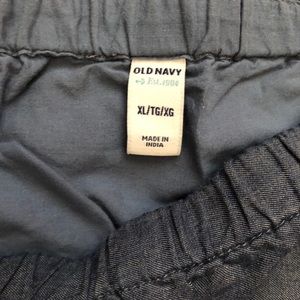 OLD NAVY
Est. 1994
XL/TG/XG
MADE IN
INDIA